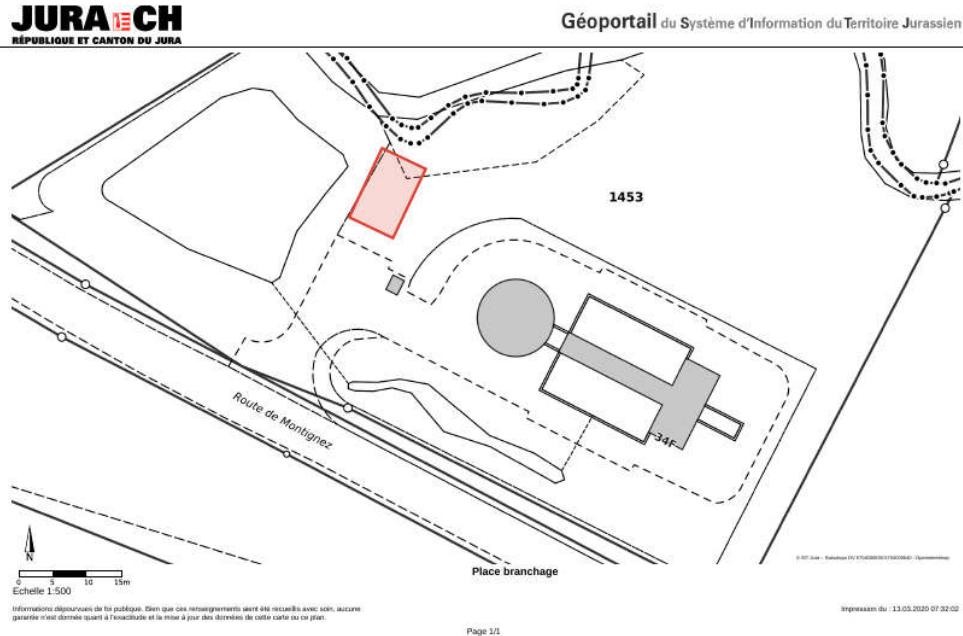 JURA CH
RÉPUBLIQUE ET CANTON DU JURA
Géoportail du Système d'Information du Territoire Jurassien
1453
34F
Route de Montignez
N
0 5 10 15m
Echelle 1:500
Place branchage
Informations dépourvues de foi publique. Bien que ces renseignements aient été recueillis avec soin, aucune
garantie n'est donnée quant à l'exactitude et la mise à jour des données de cette carte ou ce plan.
Impression du : 13.03.2020 07:32:02
Page 1/1